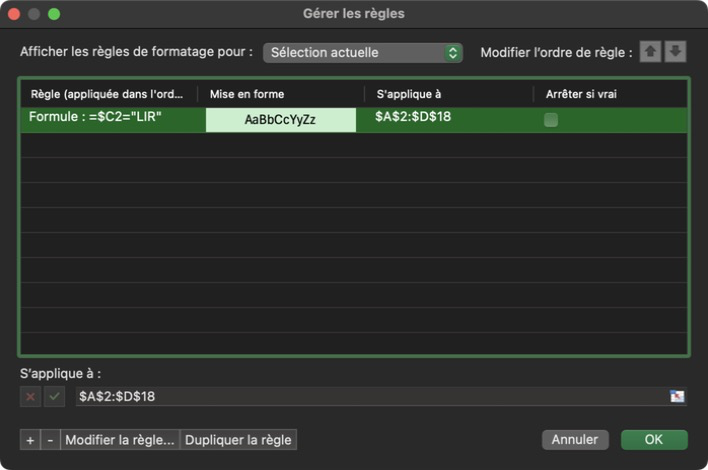 Gérer les règles
Afficher les règles de formatage pour : Sélection actuelle Modifier l'ordre de règle :
Règle (appliquée dans l'ord... Mise en forme S'applique à Arrêter si vrai
Formule : =$C2="LIR" AaBbCcYyZz $A$2:$D$18
S'applique à :
$A$2:$D$18
+ - Modifier la règle... Dupliquer la règle Annuler OK